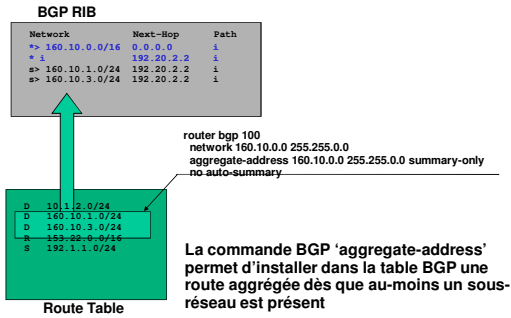 BGP RIB
Network Next-Hop Path
*> 160.10.0.0/16 0.0.0.0 i
* i 192.20.2.2 i
s> 160.10.1.0/24 192.20.2.2 i
s> 160.10.3.0/24 192.20.2.2 i
router bgp 100
network 160.10.0.0 255.255.0.0
aggregate-address 160.10.0.0 255.255.0.0 summary-only
no auto-summary
D 10.1.2.0/24
D 160.10.1.0/24
D 160.10.3.0/24
R 153.22.0.0/16
S 192.1.1.0/24
La commande BGP ‘aggregate-address’
permet d’installer dans la table BGP une
route aggrégée dès que au-moins un sous-
réseau est présent
Route Table